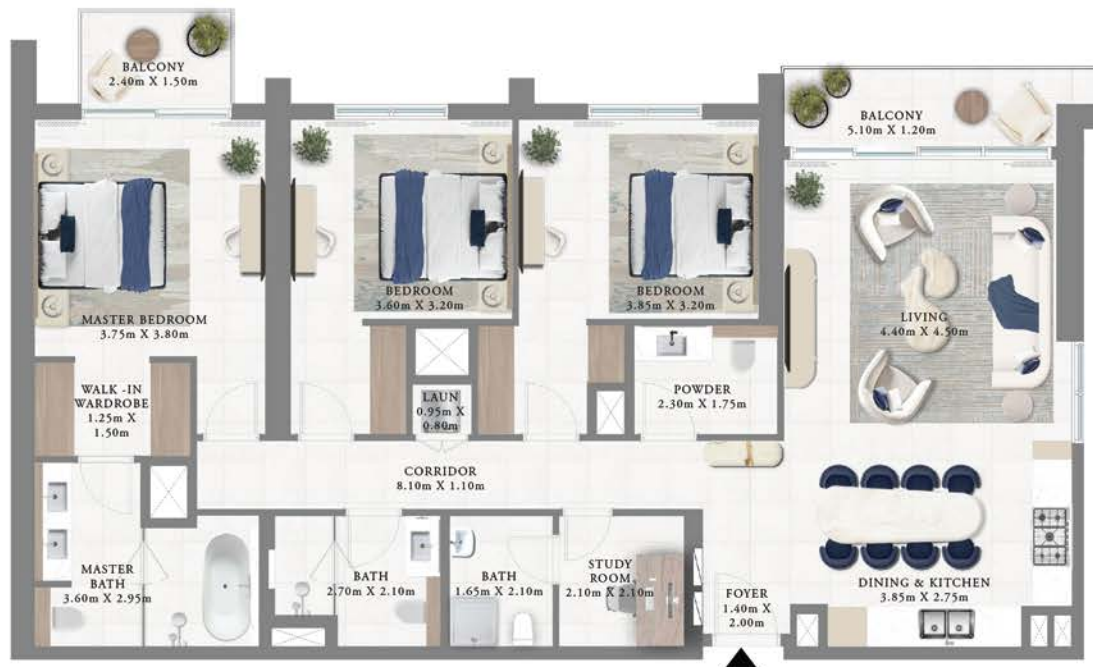 BALCONY
2.40m X 1.50m
BALCONY
5.10m X 1.20m
MASTER BEDROOM
3.75m X 3.80m
BEDROOM
3.60m X 3.20m
BEDROOM
3.85m X 3.20m
LIVING
4.40m X 4.50m
WALK -IN
WARDROBE
1.25m X
1.50m
LAUN
0.95m X
0.80m
POWDER
2.30m X 1.75m
CORRIDOR
8.10m X 1.10m
MASTER
BATH
3.60m X 2.95m
BATH
2.70m X 2.10m
BATH
1.65m X 2.10m
STUDY
ROOM
2.10m X 2.10m
FOYER
1.40m X
2.00m
DINING & KITCHEN
3.85m X 2.75m